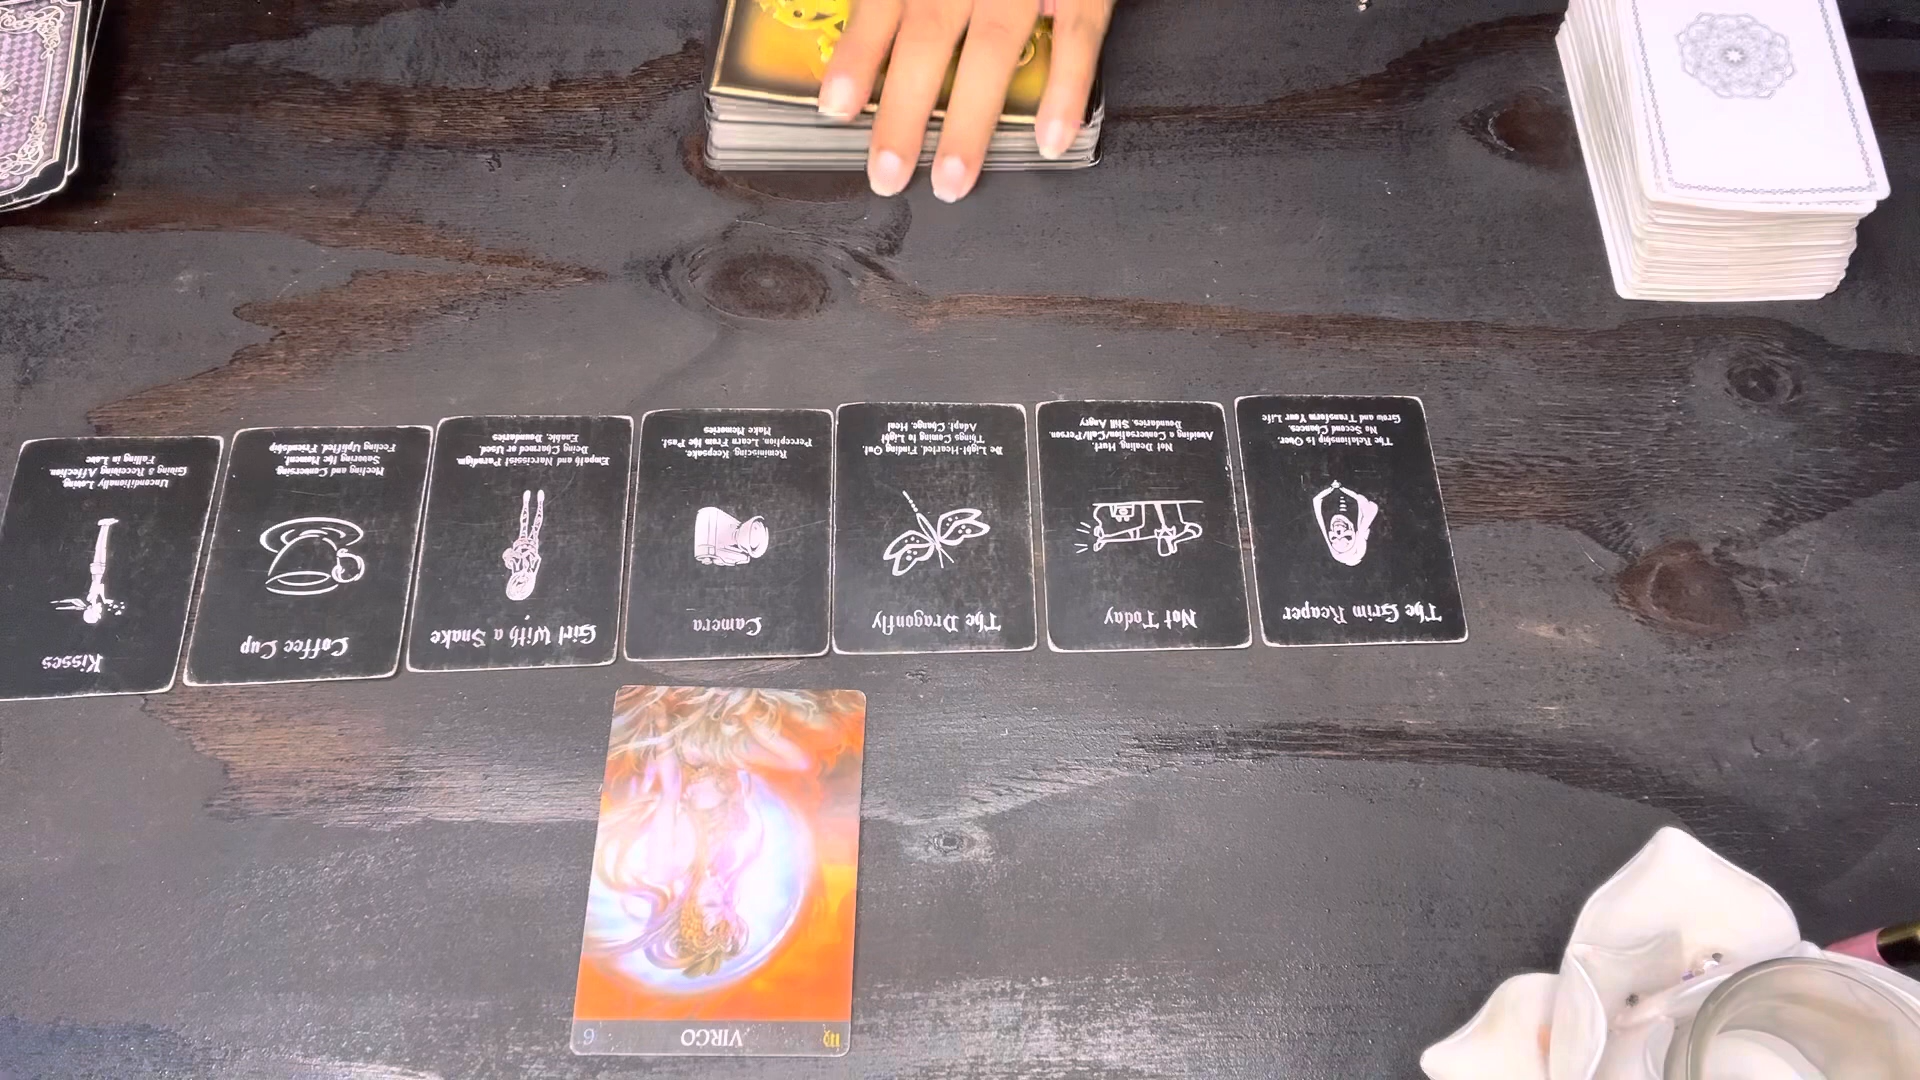 VIRGO 6
The Grim Reaper
The Relationship Is Over.
No Second Chances.
Grow and Transform Your Life
Not Today
Not Dealing. Hurt.
Avoiding a Conversation/Call/Person.
Boundaries. Still Angry
The Dragonfly
Be Light-Hearted. Finding Out.
Things Coming to Light
Adapt. Change. Heal
Camera
Reminiscing. Keepsake.
Perception. Learn From the Past.
Make Memories
Girl With a Snake
Empath and Narcissist Paradigm
Being Charmed or Used.
Enable. Boundaries
Coffee Cup
Meeting and Conversing
Savoring the Moment.
Feeling Uplifted. Friendship
Kisses
Unconditionally Loving
Giving & Receiving Affection
Falling in Love